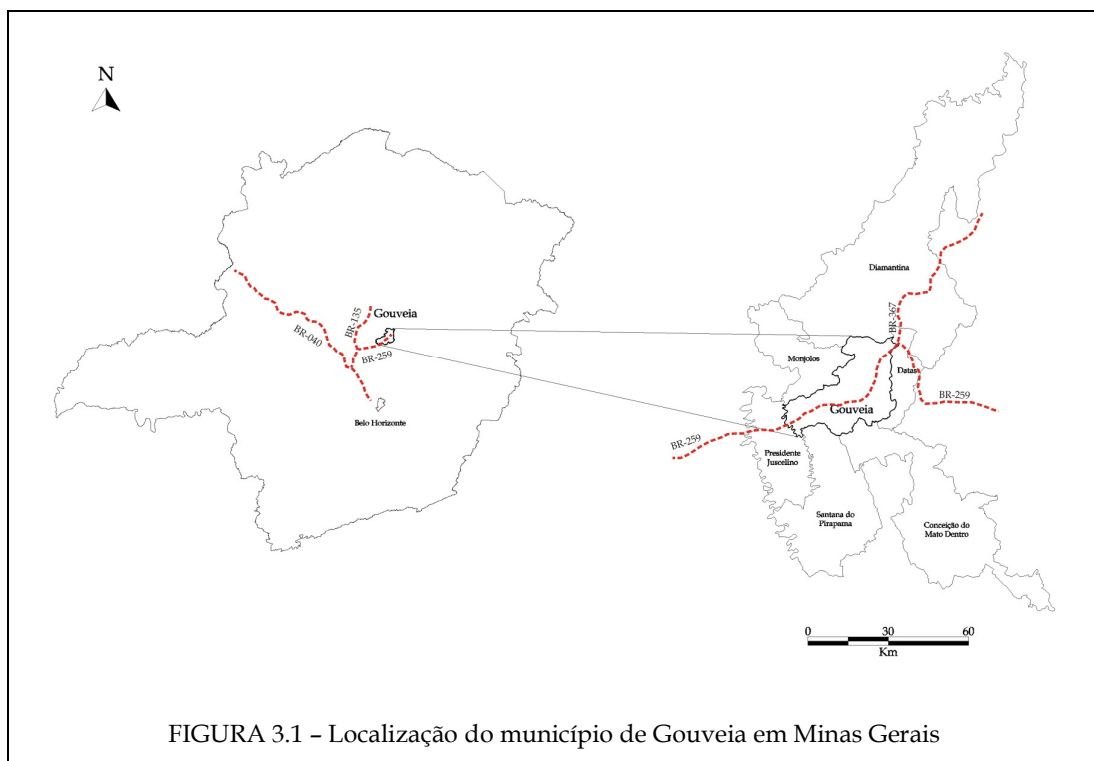 N
BR-040
BR-135
Gouveia
BR-259
Belo Horizonte
Diamantina
BR-367
Monjolos
Datas
Gouveia
BR-259
BR-259
Presidente
Juscelino
Santana do
Pirapama
Conceição do
Mato Dentro
0 30 60
Km
FIGURA 3.1 – Localização do município de Gouveia em Minas Gerais